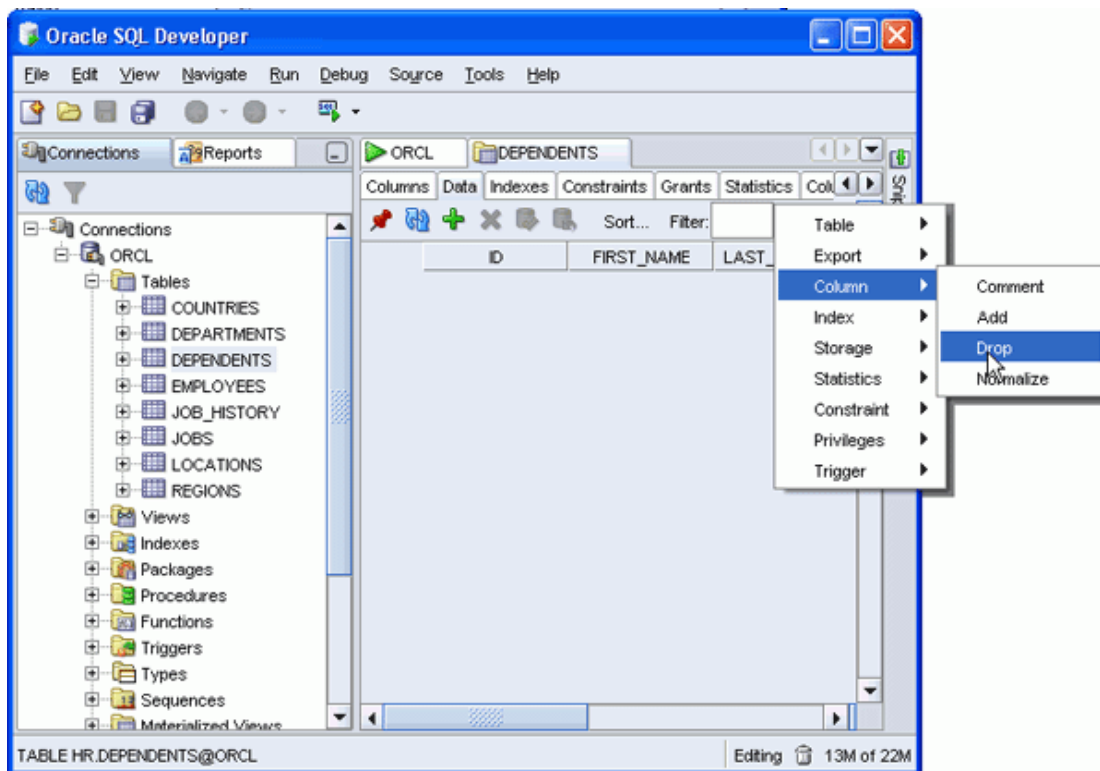 Oracle SQL Developer
File Edit View Navigate Run Debug Source Tools Help
Connections Reports
ORCL DEPENDENTS
Columns Data Indexes Constraints Grants Statistics
Sort... Filter:
ID FIRST_NAME LAST_
Connections
ORCL
Tables
COUNTRIES
DEPARTMENTS
DEPENDENTS
EMPLOYEES
JOB_HISTORY
JOBS
LOCATIONS
REGIONS
Views
Indexes
Packages
Procedures
Functions
Triggers
Types
Sequences
Materialized Views
Table
Export
Column
Index
Storage
Statistics
Constraint
Privileges
Trigger
Comment
Add
Drop
Normalize
TABLE HR.DEPENDENTS@ORCL
Editing 13M of 22M